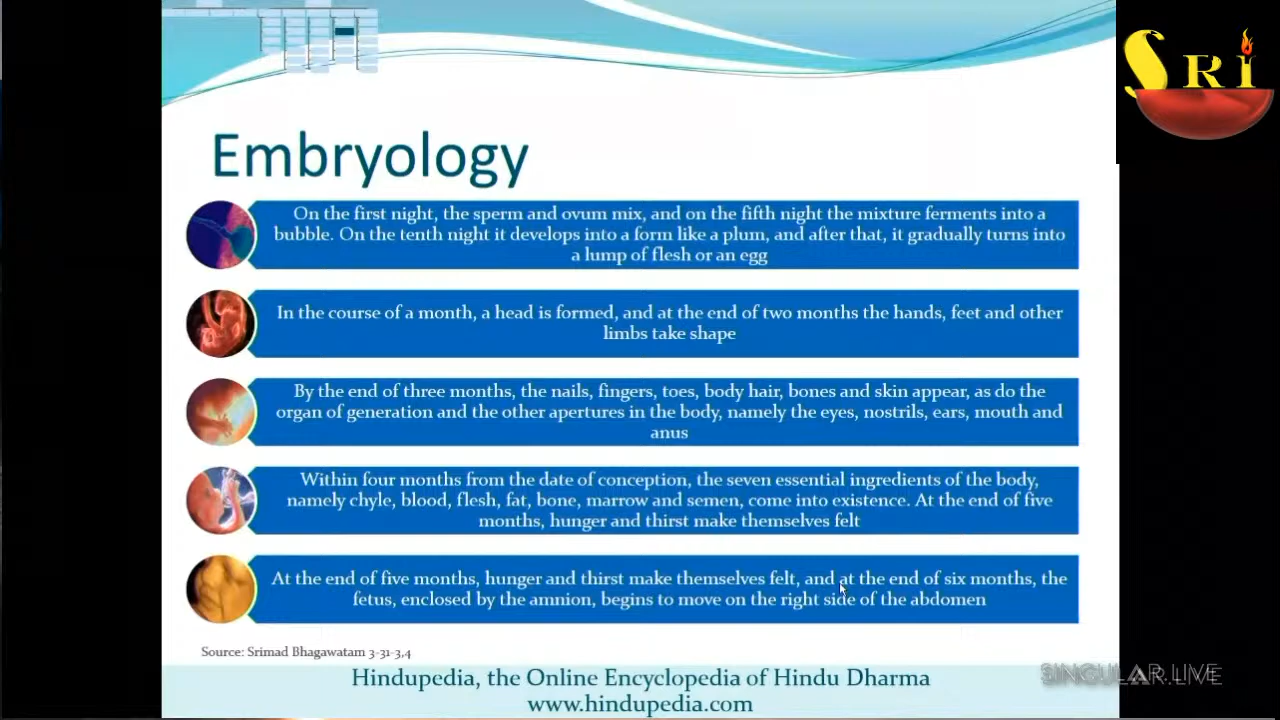 SRi
Embryology
On the first night, the sperm and ovum mix, and on the fifth night the mixture ferments into a
bubble. On the tenth night it develops into a form like a plum, and after that, it gradually turns into
a lump of flesh or an egg
In the course of a month, a head is formed, and at the end of two months the hands, feet and other
limbs take shape
By the end of three months, the nails, fingers, toes, body hair, bones and skin appear, as do the
organ of generation and the other apertures in the body, namely the eyes, nostrils, ears, mouth and
anus
Within four months from the date of conception, the seven essential ingredients of the body,
namely chyle, blood, flesh, fat, bone, marrow and semen, come into existence. At the end of five
months, hunger and thirst make themselves felt
At the end of five months, hunger and thirst make themselves felt, and at the end of six months, the
fetus, enclosed by the amnion, begins to move on the right side of the abdomen
Source: Srimad Bhagawatam 3-31-3,4
Hindupedia, the Online Encyclopedia of Hindu Dharma
www.hindupedia.com
SINGULAR.LIVE